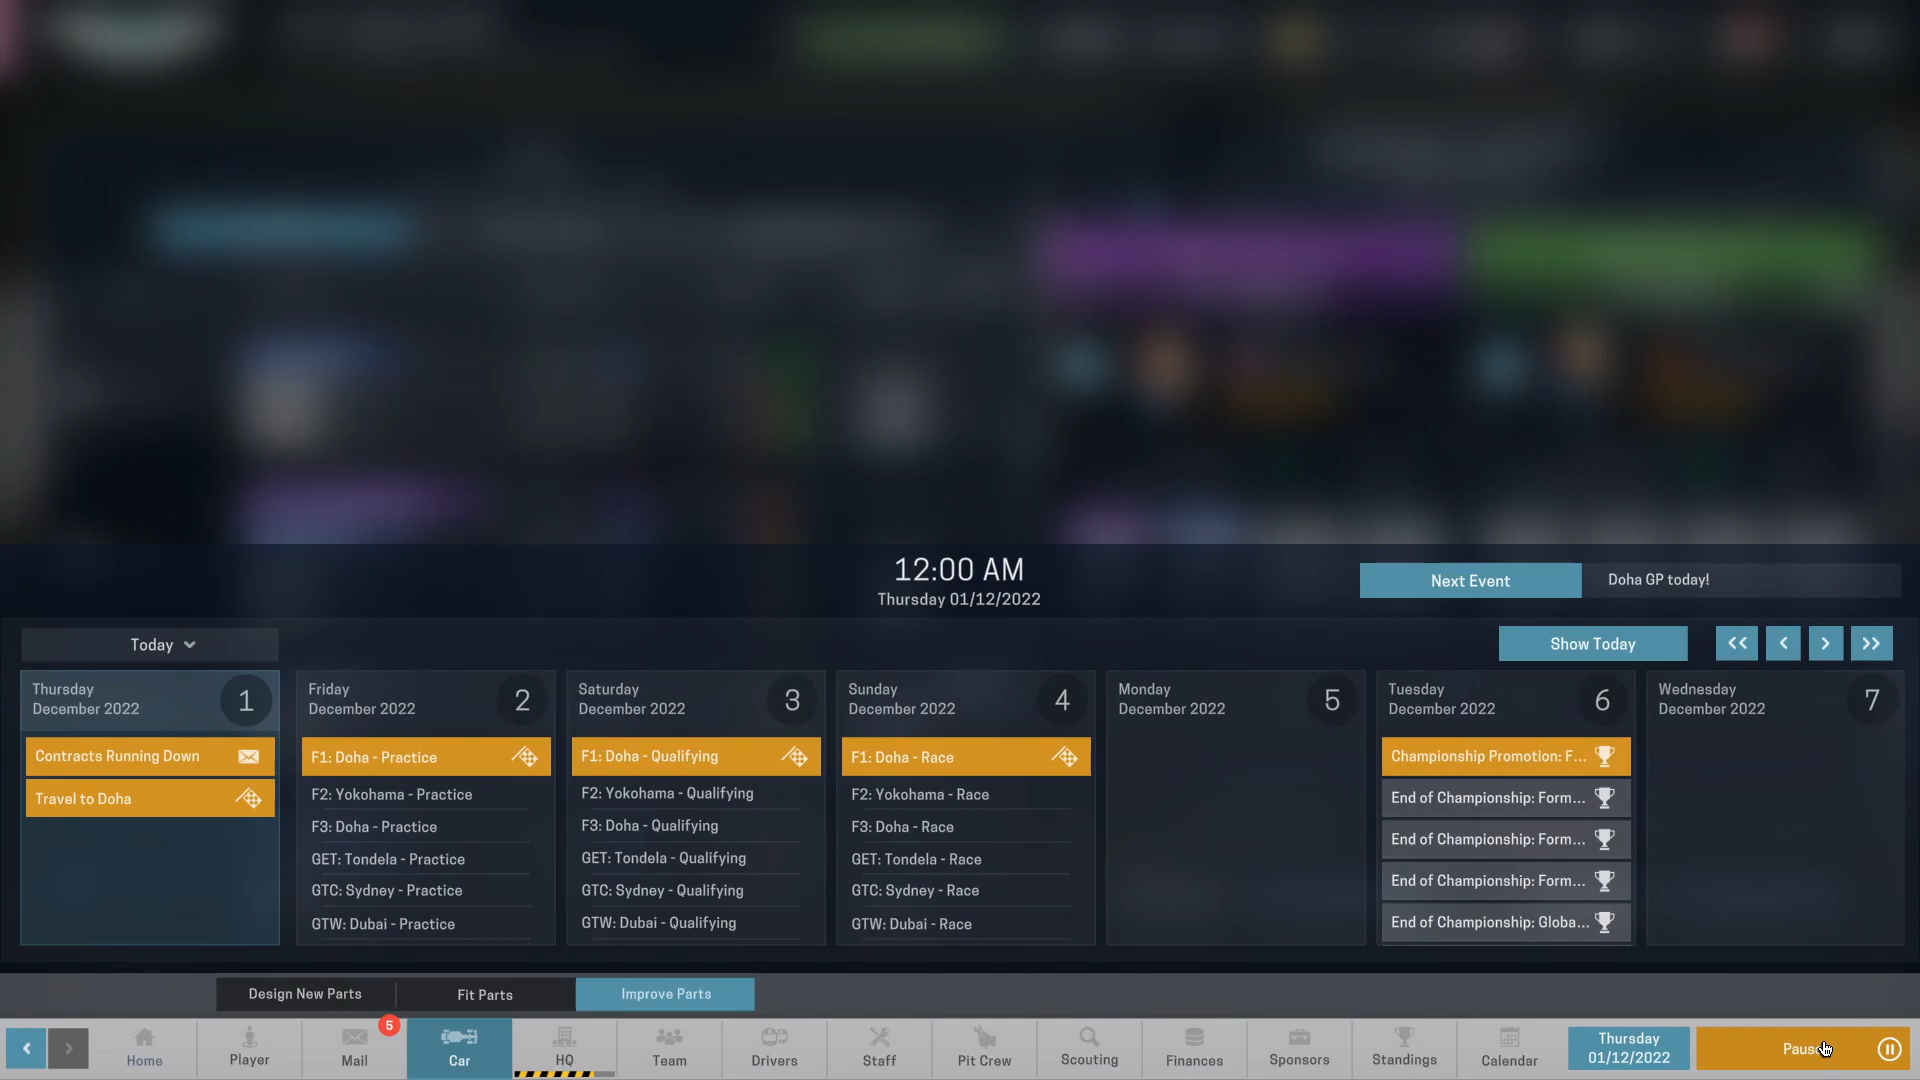 12:00 AM
Thursday 01/12/2022
Next Event
Doha GP today!
Today
Show Today
Thursday
December 2022
1
Contracts Running Down
Travel to Doha
Friday
December 2022
2
F1: Doha - Practice
F2: Yokohama - Practice
F3: Doha - Practice
GET: Tondela - Practice
GTC: Sydney - Practice
GTW: Dubai - Practice
Saturday
December 2022
3
F1: Doha - Qualifying
F2: Yokohama - Qualifying
F3: Doha - Qualifying
GET: Tondela - Qualifying
GTC: Sydney - Qualifying
GTW: Dubai - Qualifying
Sunday
December 2022
4
F1: Doha - Race
F2: Yokohama - Race
F3: Doha - Race
GET: Tondela - Race
GTC: Sydney - Race
GTW: Dubai - Race
Monday
December 2022
5
Tuesday
December 2022
6
Championship Promotion: F...
End of Championship: Form...
End of Championship: Form...
End of Championship: Form...
End of Championship: Globa...
Wednesday
December 2022
7
Design New Parts
Fit Parts
Improve Parts
Home
Player
5
Mail
Car
HQ
Team
Drivers
Staff
Pit Crew
Scouting
Finances
Sponsors
Standings
Calendar
Thursday
01/12/2022